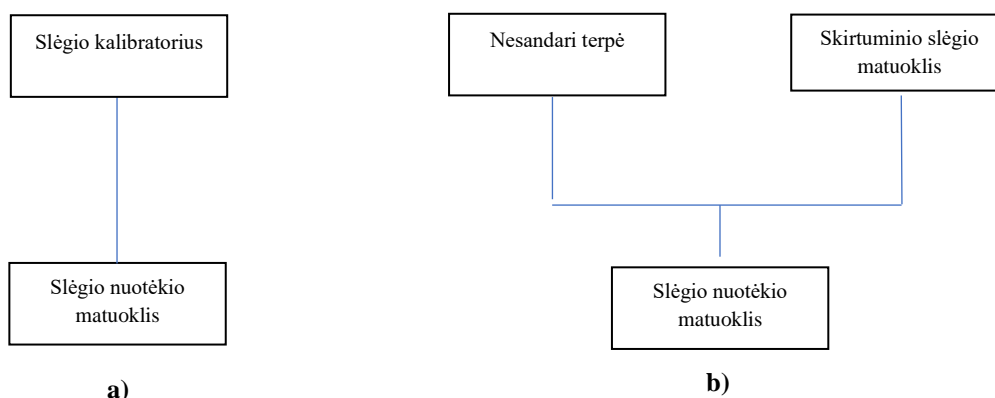 Slėgio kalibratorius
Slėgio nuotėkio
matuoklis
a)
Nesandari terpė
Skirtuminio slėgio
matuoklis
Slėgio nuotėkio
matuoklis
b)